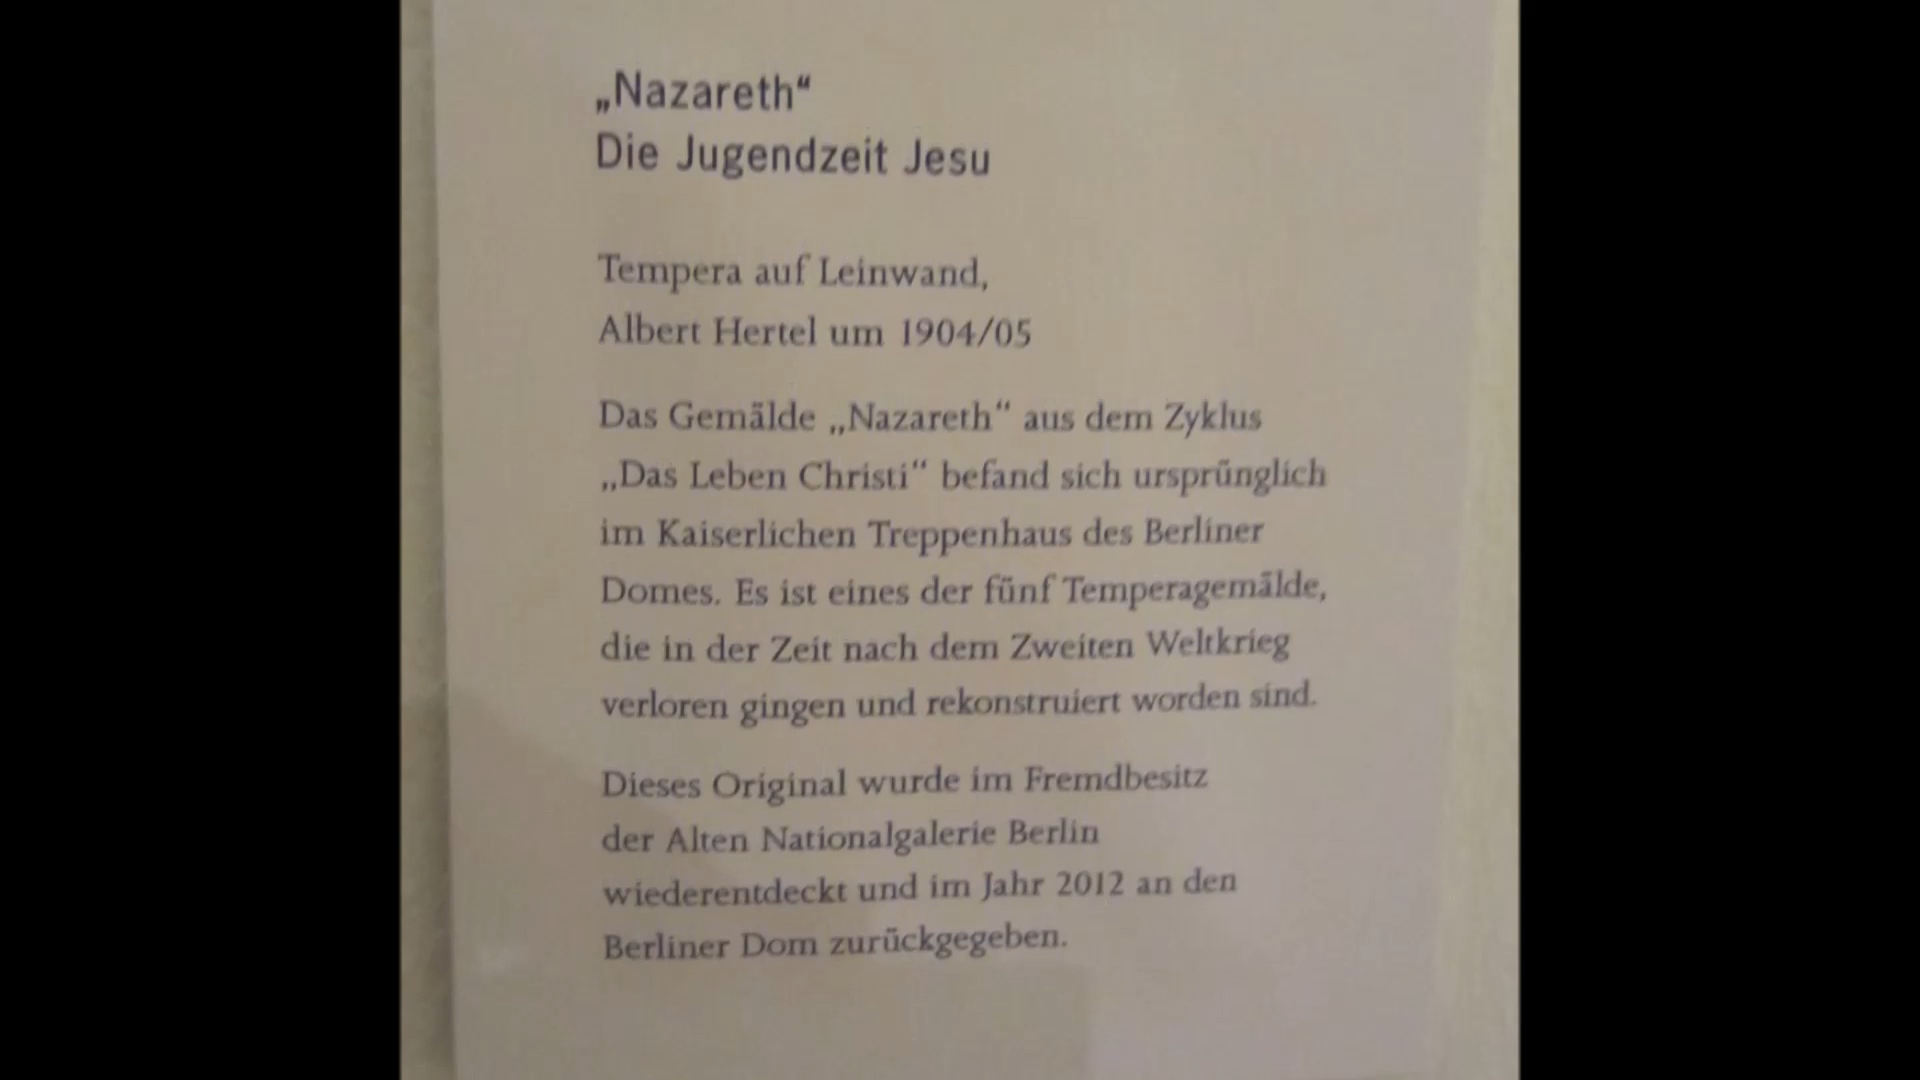 „Nazareth“
Die Jugendzeit Jesu
Tempera auf Leinwand,
Albert Hertel um 1904/05
Das Gemälde „Nazareth“ aus dem Zyklus
„Das Leben Christi“ befand sich ursprünglich
im Kaiserlichen Treppenhaus des Berliner
Domes. Es ist eines der fünf Temperagemälde,
die in der Zeit nach dem Zweiten Weltkrieg
verloren gingen und rekonstruiert worden sind.
Dieses Original wurde im Fremdbesitz
der Alten Nationalgalerie Berlin
wiederentdeckt und im Jahr 2012 an den
Berliner Dom zurückgegeben.